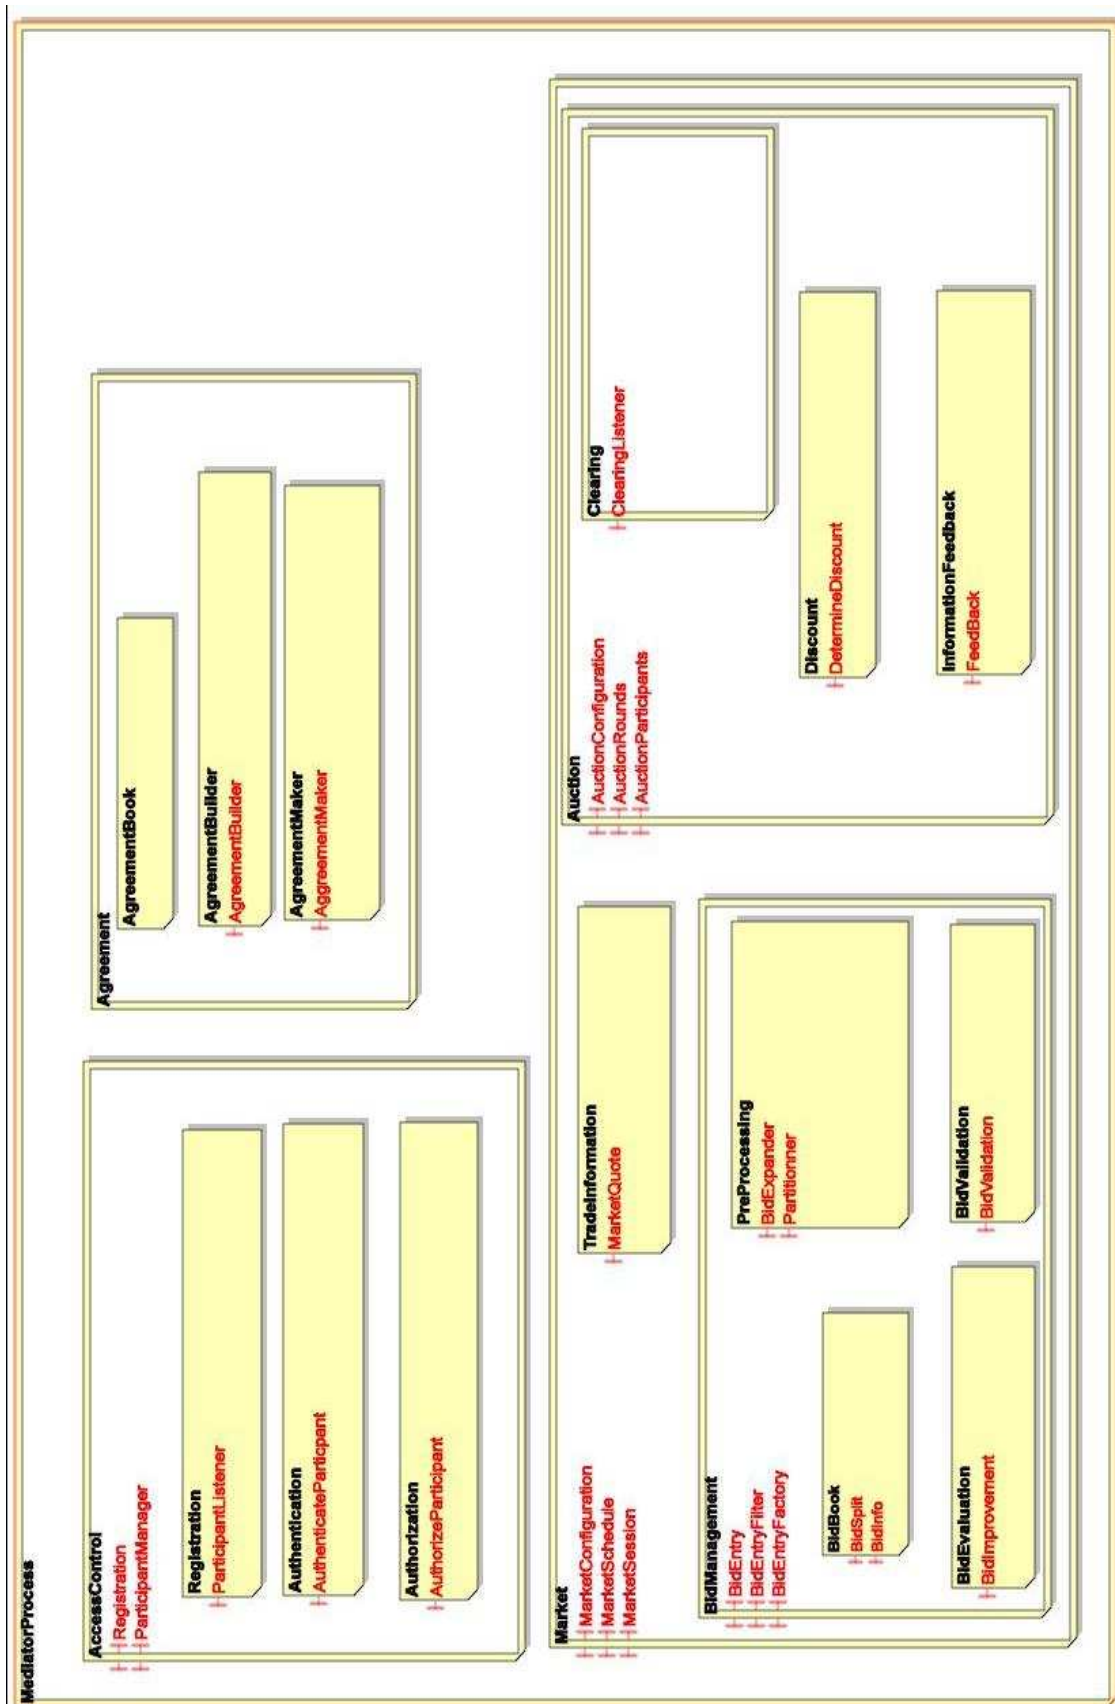 MediatorProcess
AccessControl
Registration
ParticipantManager
Registration
ParticipantListener
Authentication
AuthenticateParticpant
Authorization
AuthorizeParticipant
Agreement
AgreementBook
AgreementBuilder
AgreementBuilder
AgreementMaker
AggreementMaker
Market
MarketConfiguration
MarketSchedule
MarketSession
TradeInformation
MarketQuote
BidManagement
BidEntry
BidEntryFilter
BidEntryFactory
PreProcessing
BidExpander
Partitionner
BidBook
BidSplit
BidInfo
BidEvaluation
BidImprovement
BidValidation
BidValidation
Auction
AuctionConfiguration
AuctionRounds
AuctionParticipants
Clearing
ClearingListener
Discount
DetermineDiscount
InformationFeedback
FeedBack